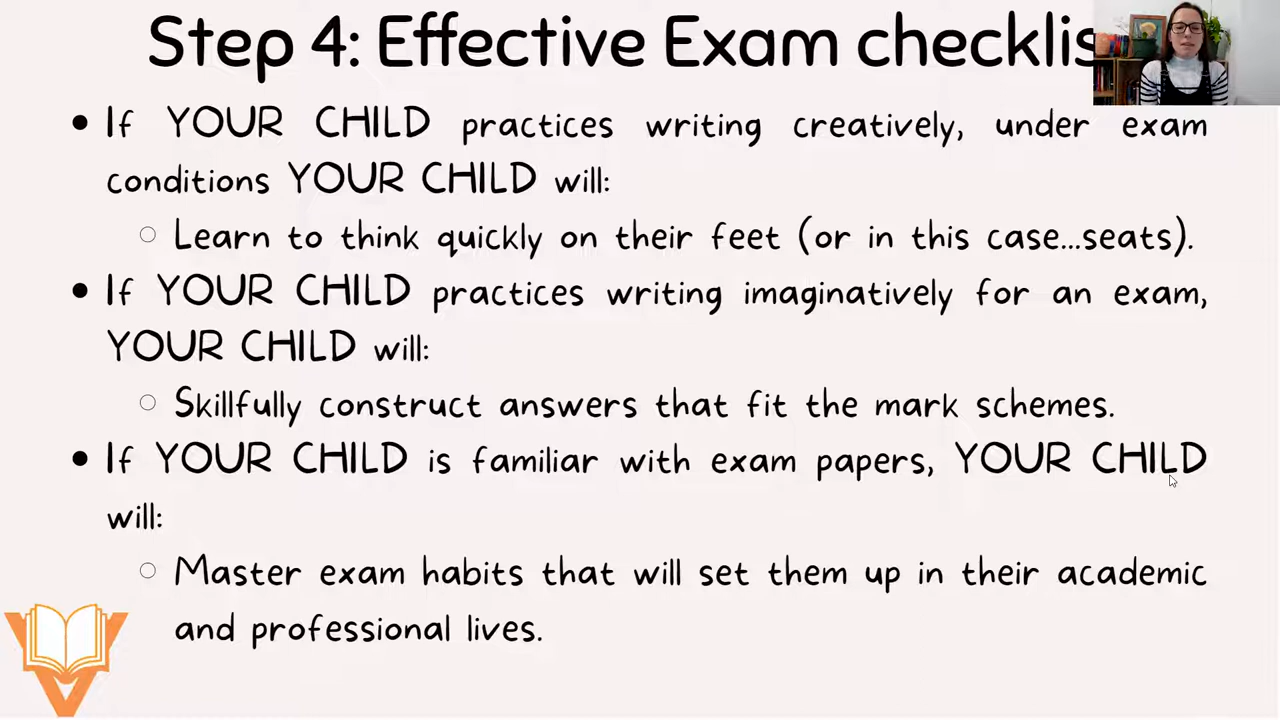 Step 4: Effective Exam checklis
• If YOUR CHILD practices writing creatively, under exam
conditions YOUR CHILD will:
○ Learn to think quickly on their feet (or in this case...seats).
• If YOUR CHILD practices writing imaginatively for an exam,
YOUR CHILD will:
○ Skillfully construct answers that fit the mark schemes.
• If YOUR CHILD is familiar with exam papers, YOUR CHILD
will:
○ Master exam habits that will set them up in their academic
and professional lives.